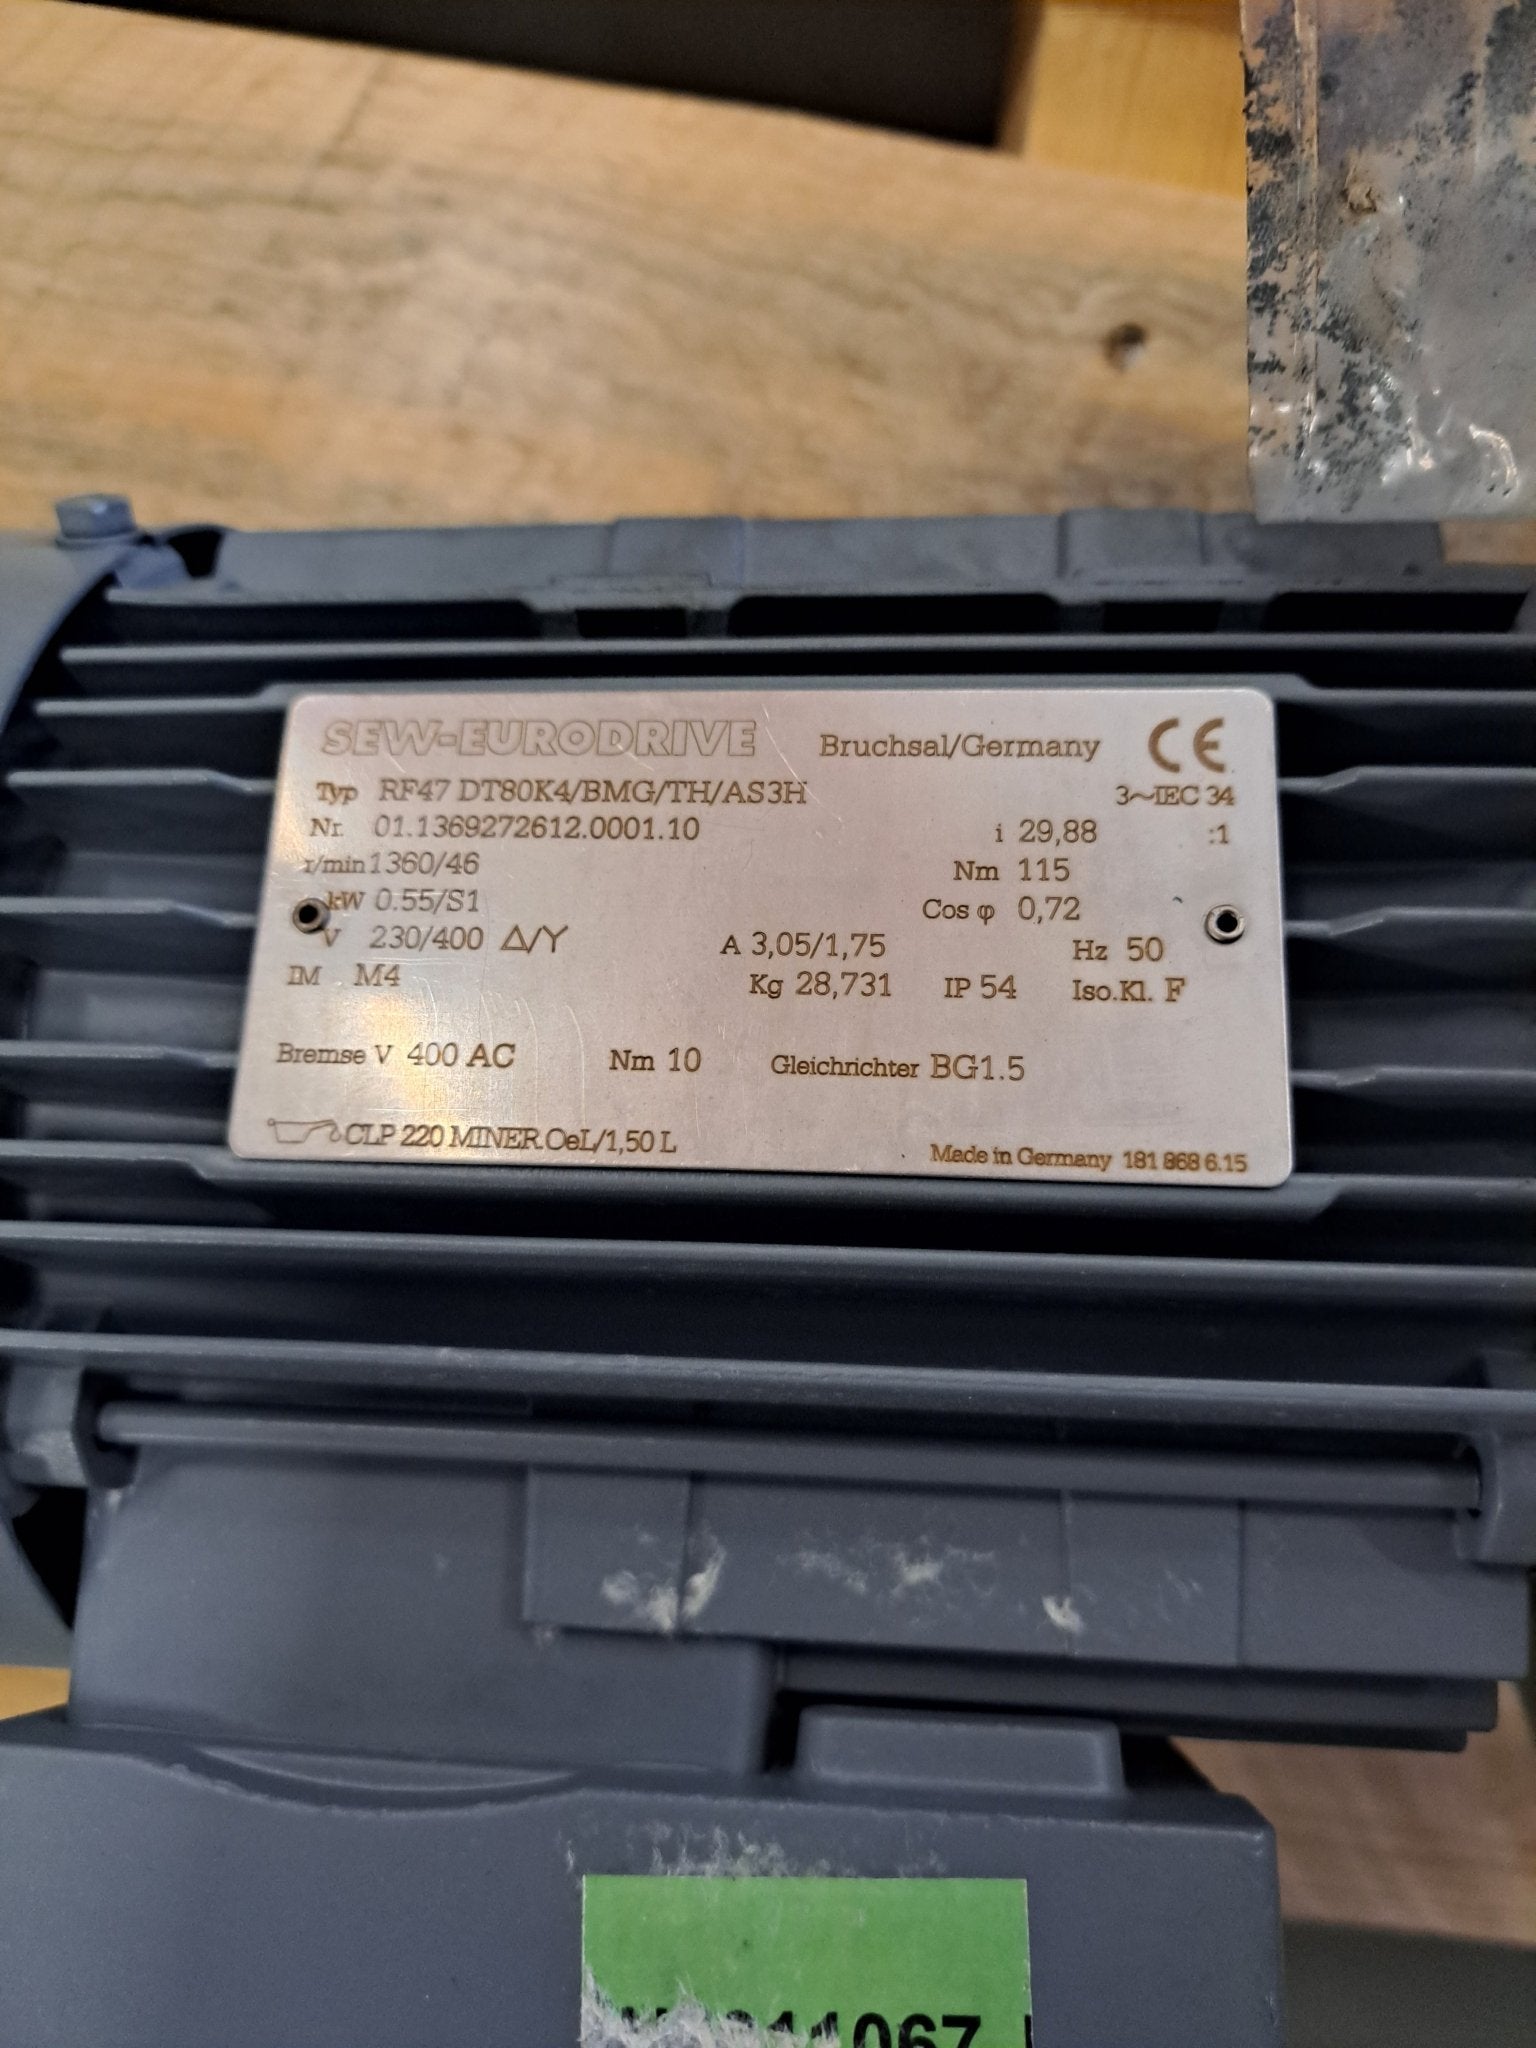 SEW-EURODRIVE Bruchsal/Germany CE
Typ RF47 DT80K4/BMG/TH/AS3H 3~IEC 34
Nr. 01.1369272612.0001.10 i 29,88 :1
r/min 1360/46 Nm 115
kW 0.55/S1 Cos φ 0,72
V 230/400 Δ/Y A 3,05/1,75 Hz 50
IM M4 Kg 28,731 IP 54 Iso.Kl. F
Bremse V 400 AC Nm 10 Gleichrichter BG1.5
CLP 220 MINER.OeL/1,50 L Made in Germany 181 868 6.15
11067